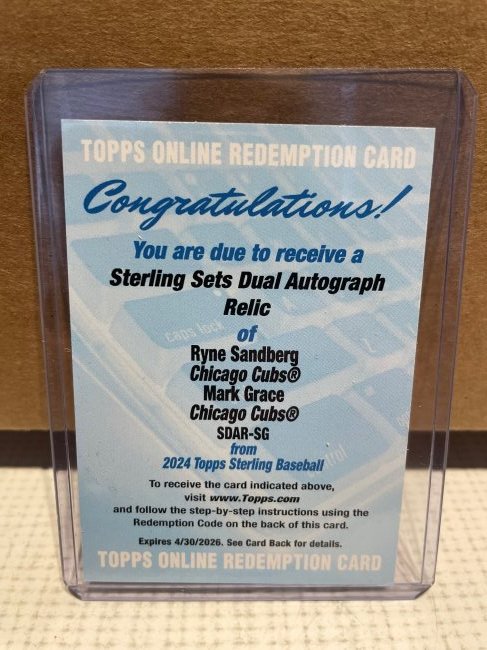 TOPPS ONLINE REDEMPTION CARD
Congratulations!
You are due to receive a
Sterling Sets Dual Autograph
Relic
of
Ryne Sandberg
Chicago Cubs®
Mark Grace
Chicago Cubs®
SDAR-SG
from
2024 Topps Sterling Baseball
To receive the card indicated above,
visit www.Topps.com
and follow the step-by-step instructions using the
Redemption Code on the back of this card.
Expires 4/30/2026. See Card Back for details.
TOPPS ONLINE REDEMPTION CARD
caps lock